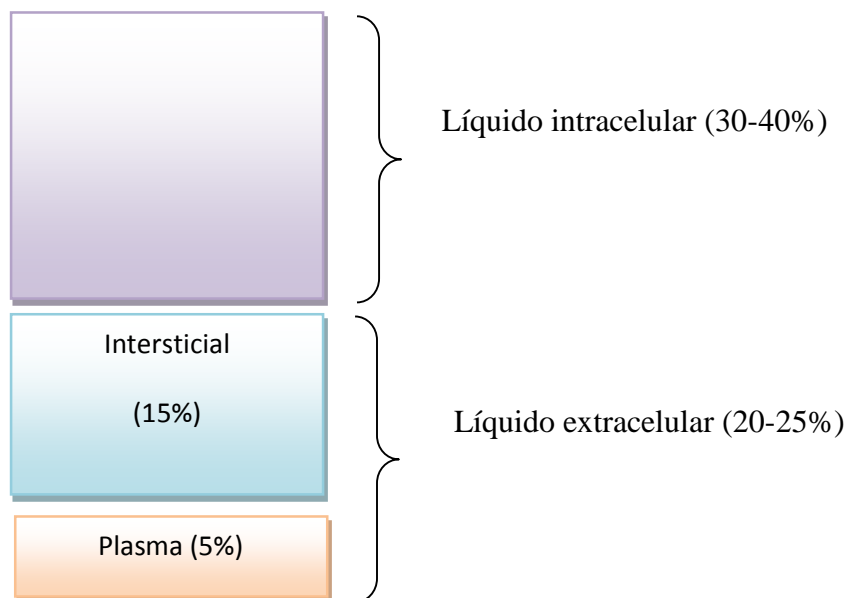 Líquido intracelular (30-40%)
Intersticial
(15%)
Líquido extracelular (20-25%)
Plasma (5%)